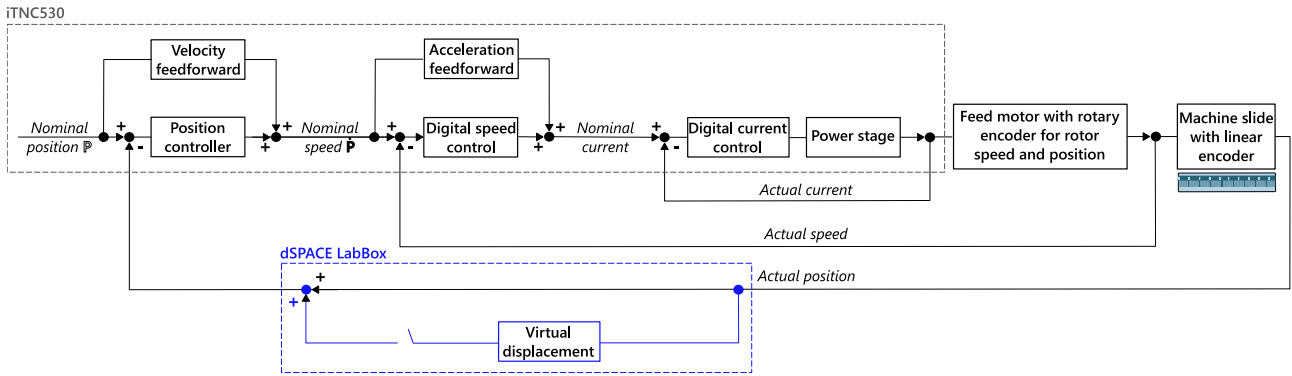 iTNC530
Velocity
feedforward
Acceleration
feedforward
Nominal
position ℙ
+
-
Position
controller
+
+
Nominal
speed Ṗ
+
-
Digital speed
control
+
+
Nominal
current
+
-
Digital current
control
Power stage
Feed motor with rotary
encoder for rotor
speed and position
Machine slide
with linear
encoder
Actual current
Actual speed
dSPACE LabBox
Actual position
+
+
Virtual
displacement